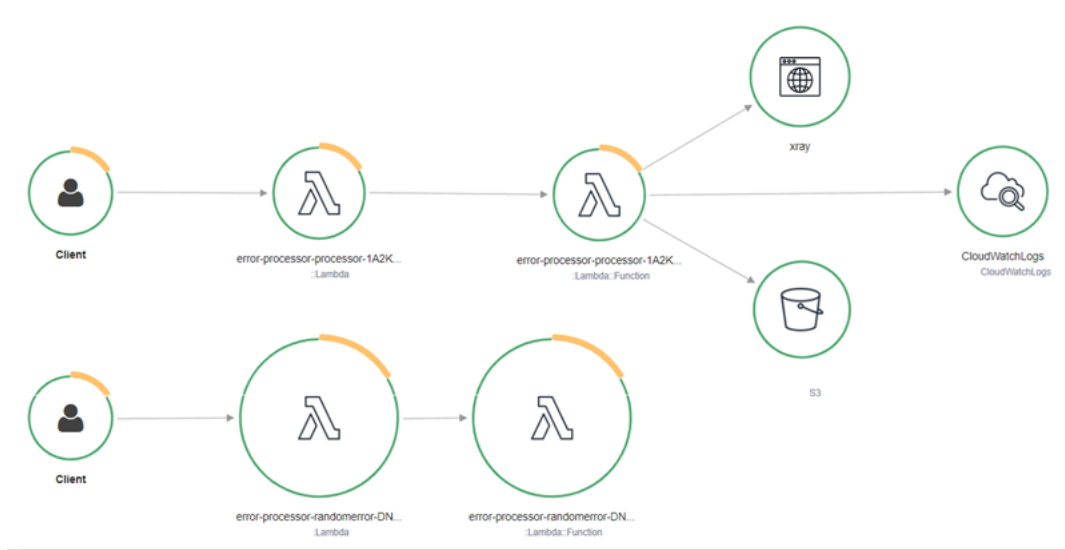 xray
Client
error-processor-processor-1A2K...
::Lambda
error-processor-processor-1A2K...
::Lambda::Function
CloudWatchLogs
CloudWatchLogs
S3
Client
error-processor-randomerror-DN...
::Lambda
error-processor-randomerror-DN...
::Lambda::Function